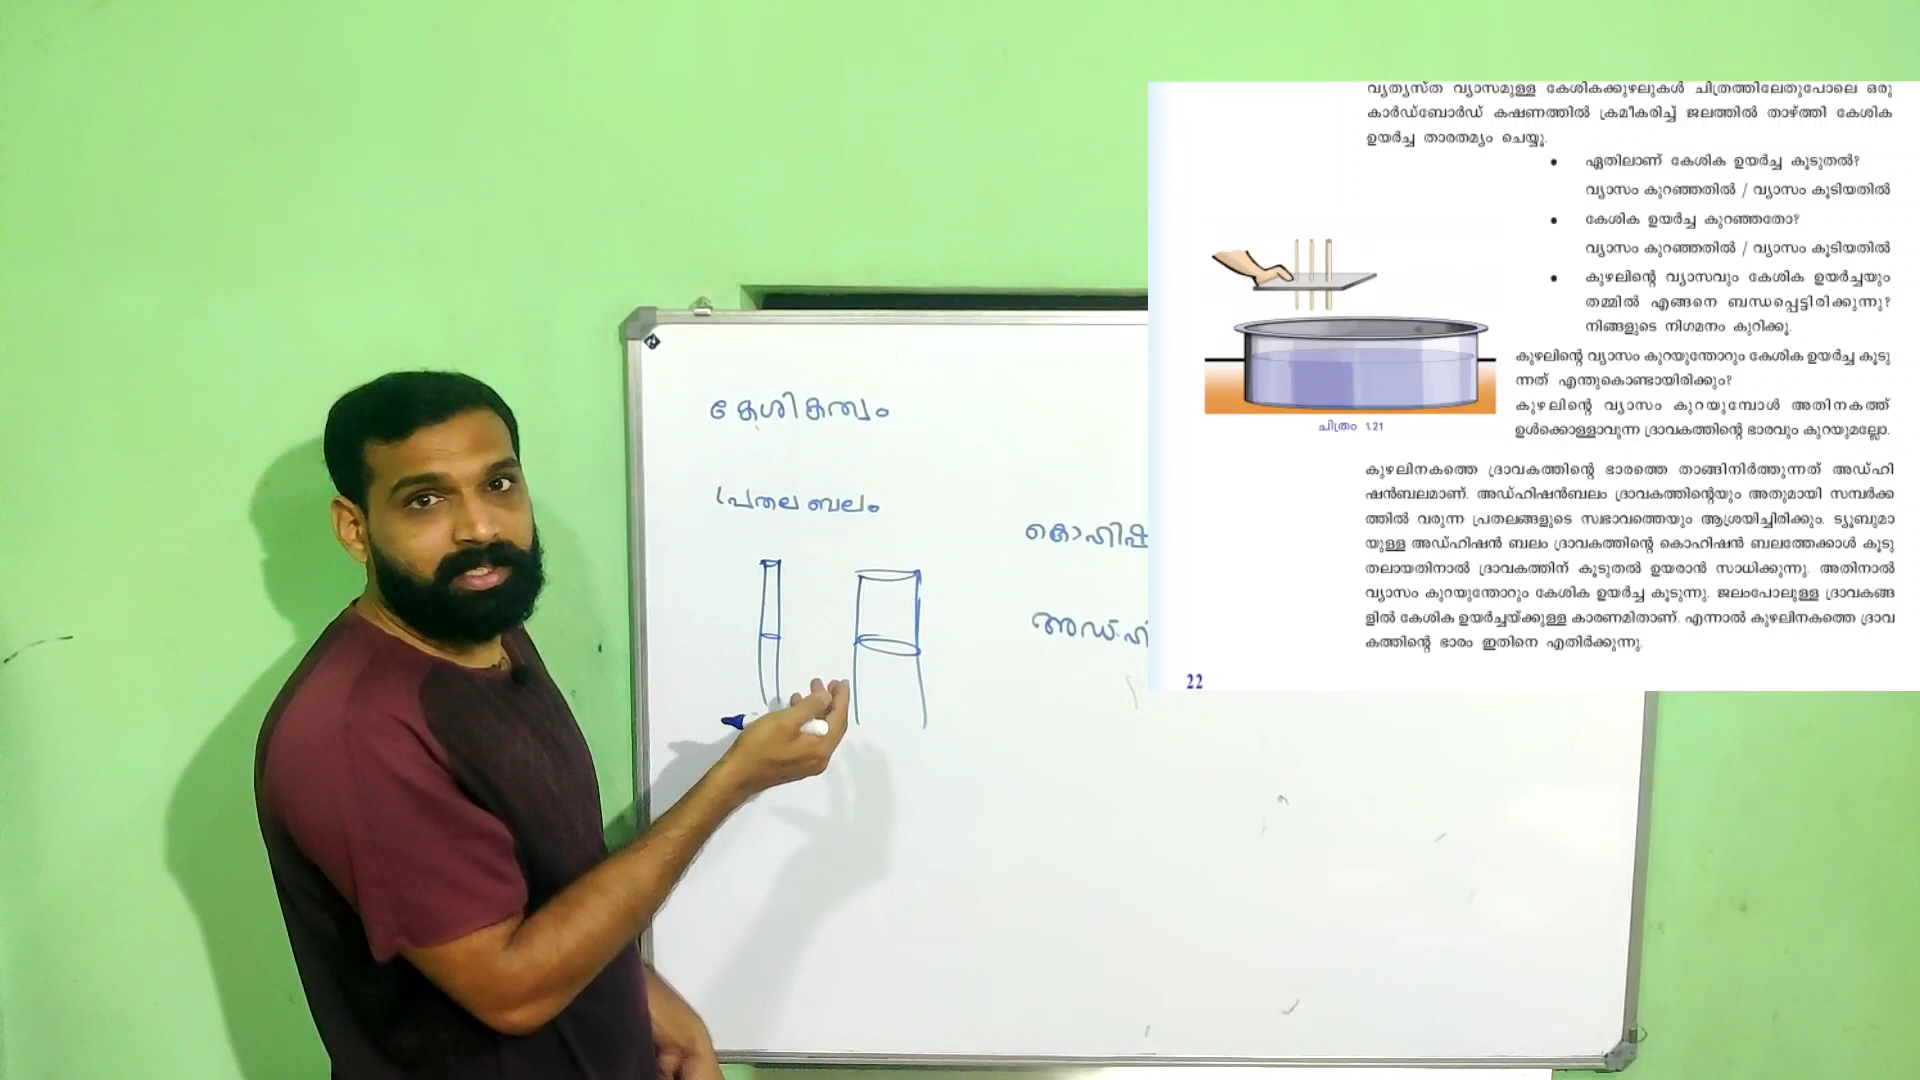 കേശികത്വം
പ്രതല ബലം
കൊഹിഷ
അഡ്ഹി
വ്യത്യസ്ത വ്യാസമുള്ള കേശികക്കുഴലുകൾ ചിത്രത്തിലേതുപോലെ ഒരു
കാർഡ്ബോർഡ് കഷണത്തിൽ ക്രമീകരിച്ച് ജലത്തിൽ താഴ്ത്തി കേശിക
ഉയർച്ച താരതമ്യം ചെയ്യൂ.
• ഏതിലാണ് കേശിക ഉയർച്ച കൂടുതൽ?
വ്യാസം കുറഞ്ഞതിൽ / വ്യാസം കൂടിയതിൽ
• കേശിക ഉയർച്ച കുറഞ്ഞതോ?
വ്യാസം കുറഞ്ഞതിൽ / വ്യാസം കൂടിയതിൽ
• കുഴലിന്റെ വ്യാസവും കേശിക ഉയർച്ചയും
തമ്മിൽ എങ്ങനെ ബന്ധപ്പെട്ടിരിക്കുന്നു?
നിങ്ങളുടെ നിഗമനം കുറിക്കൂ.
കുഴലിന്റെ വ്യാസം കുറയുന്തോറും കേശിക ഉയർച്ച കൂടു
ന്നത് എന്തുകൊണ്ടായിരിക്കും?
കുഴലിന്റെ വ്യാസം കുറയുമ്പോൾ അതിനകത്ത്
ഉൾക്കൊള്ളാവുന്ന ദ്രാവകത്തിന്റെ ഭാരവും കുറയുമല്ലോ.
ചിത്രം 1.21
കുഴലിനകത്തെ ദ്രാവകത്തിന്റെ ഭാരത്തെ താങ്ങിനിർത്തുന്നത് അഡ്ഹി
ഷൻബലമാണ്. അഡ്ഹിഷൻബലം ദ്രാവകത്തിന്റെയും അതുമായി സമ്പർക്ക
ത്തിൽ വരുന്ന പ്രതലങ്ങളുടെ സ്വഭാവത്തെയും ആശ്രയിച്ചിരിക്കും. ട്യൂബുമാ
യുള്ള അഡ്ഹിഷൻ ബലം ദ്രാവകത്തിന്റെ കൊഹിഷൻ ബലത്തേക്കാൾ കൂടു
തലായതിനാൽ ദ്രാവകത്തിന് കൂടുതൽ ഉയരാൻ സാധിക്കുന്നു. അതിനാൽ
വ്യാസം കുറയുന്തോറും കേശിക ഉയർച്ച കൂടുന്നു. ജലംപോലുള്ള ദ്രാവകങ്ങ
ളിൽ കേശിക ഉയർച്ചയ്ക്കുള്ള കാരണമിതാണ്. എന്നാൽ കുഴലിനകത്തെ ദ്രാവ
കത്തിന്റെ ഭാരം ഇതിനെ എതിർക്കുന്നു.
22